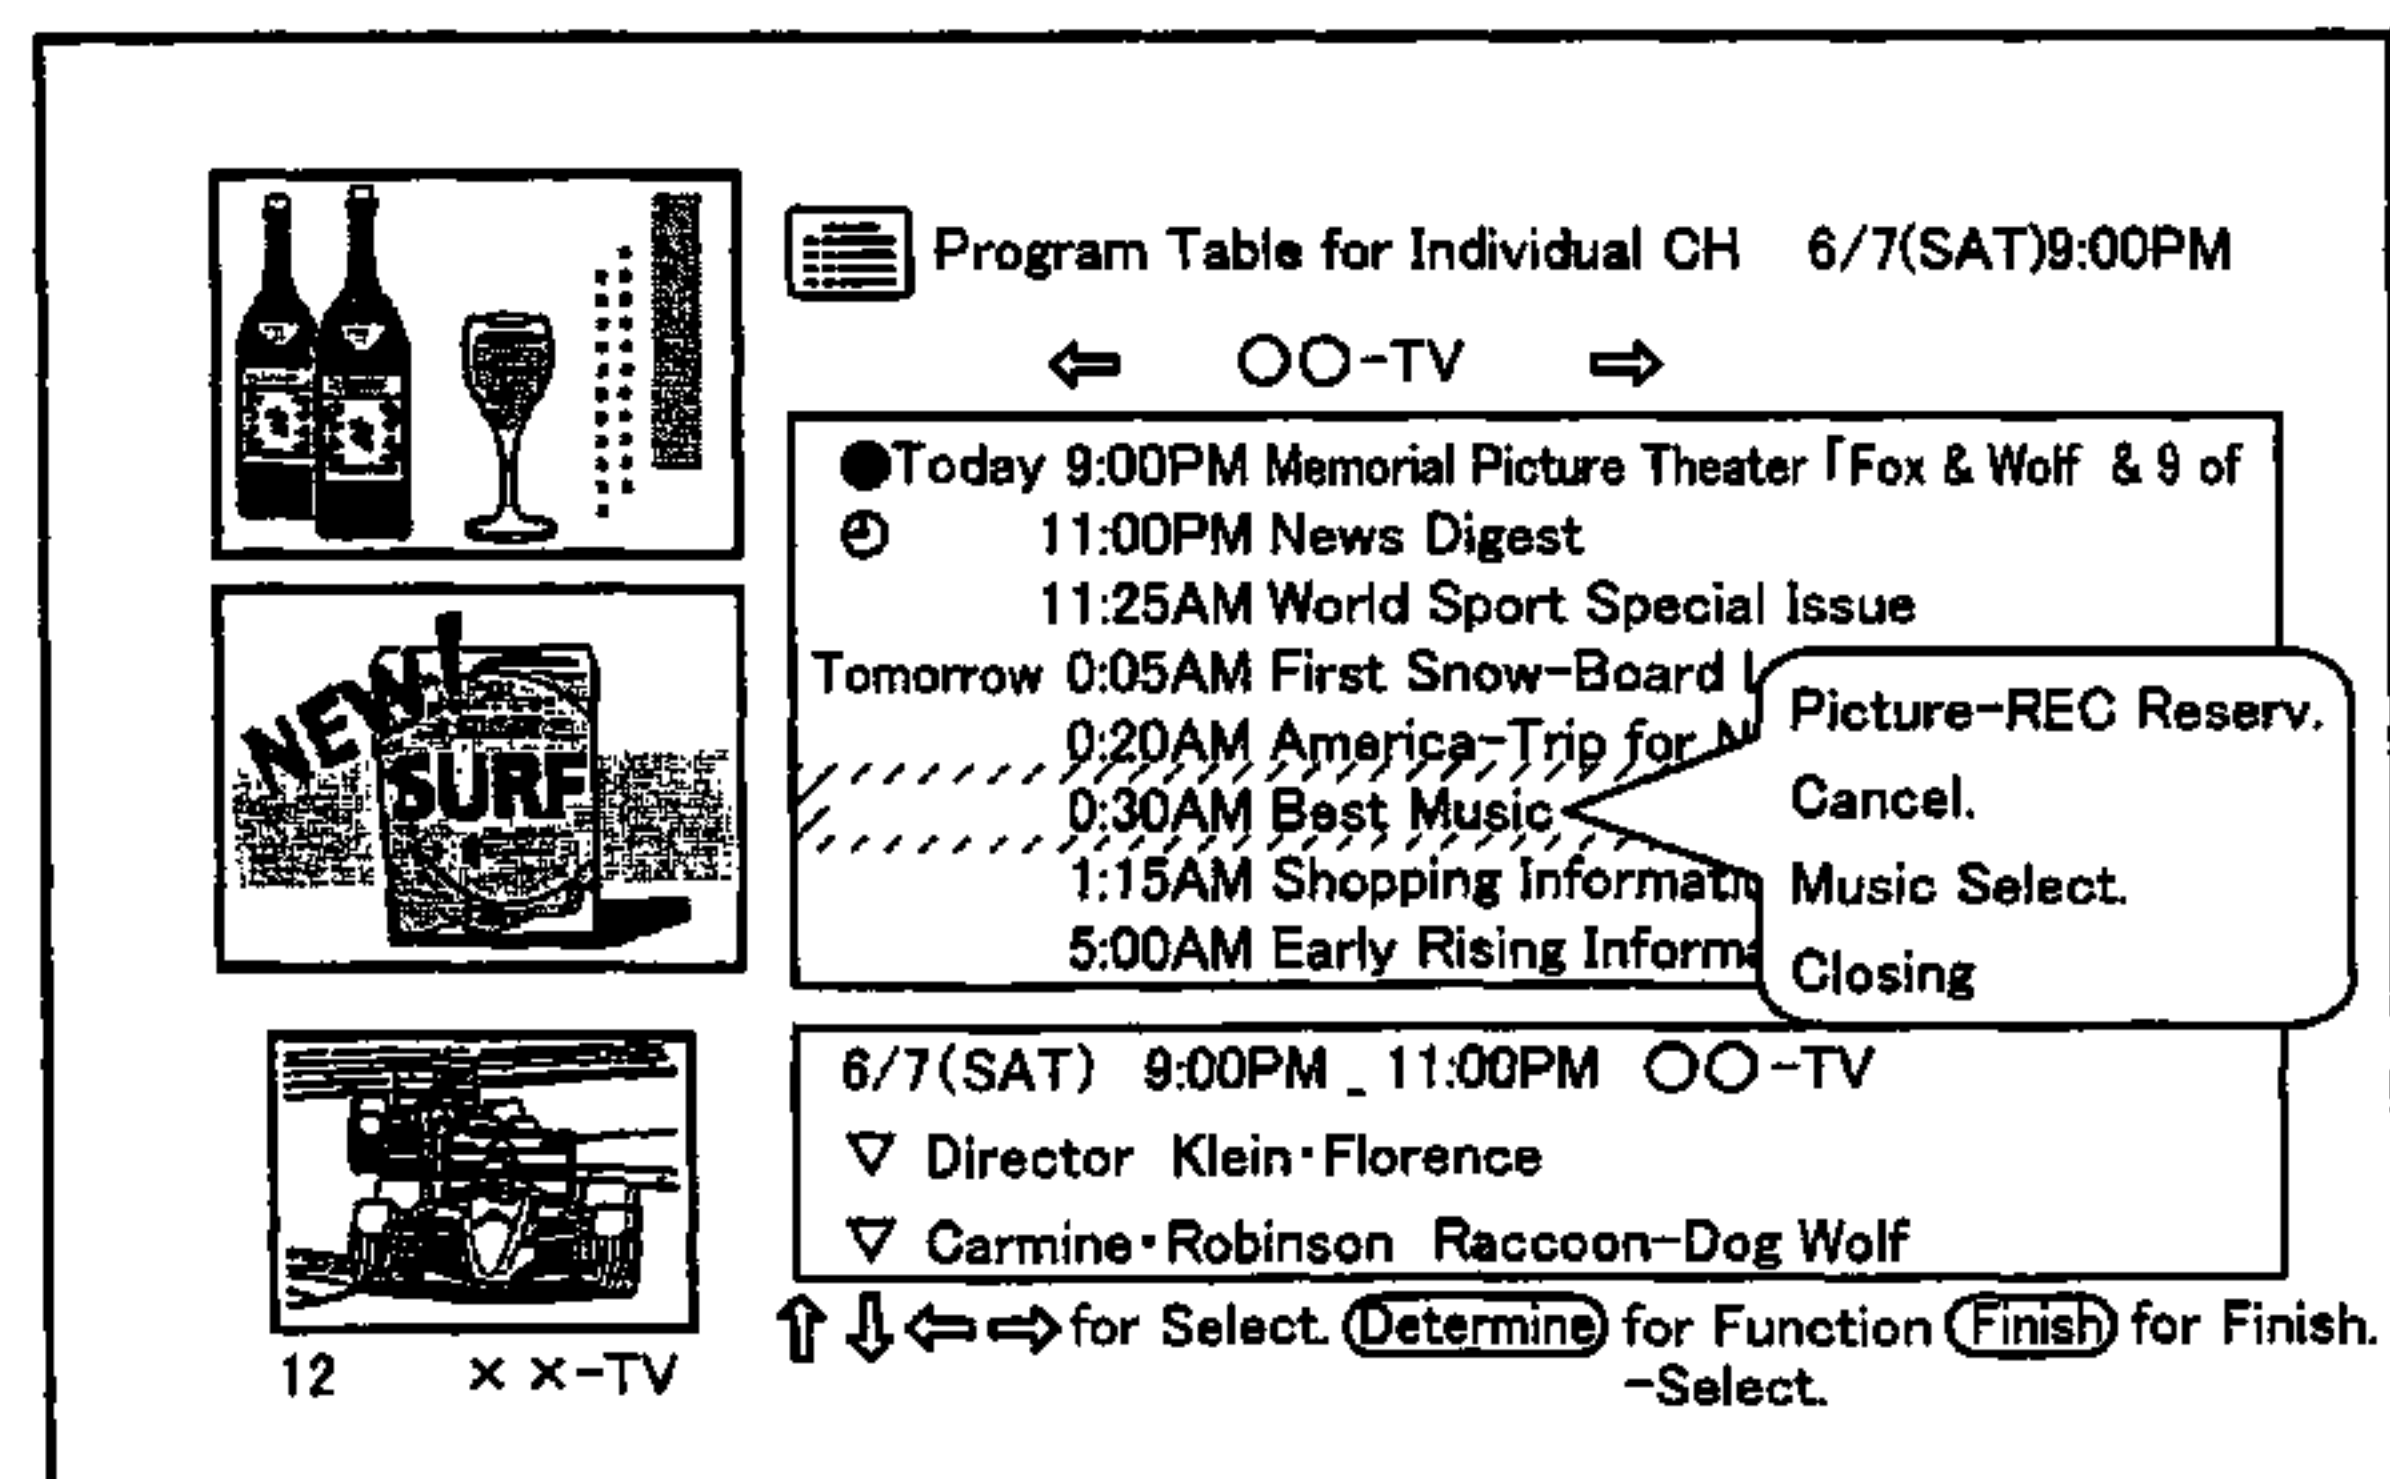 Program Table for Individual CH 6/7(SAT)9:00PM
⇦ ○○-TV ⇨
●Today 9:00PM Memorial Picture Theater「Fox & Wolf & 9 of
11:00PM News Digest
11:25AM World Sport Special Issue
Tomorrow 0:05AM First Snow-Board
0:20AM America-Trip for
0:30AM Best Music
1:15AM Shopping
5:00AM Early Rising
Picture-REC Reserv.
Cancel.
Music Select.
Closing
6/7(SAT) 9:00PM _ 11:00PM ○○-TV
▽ Director Klein・Florence
▽ Carmine・Robinson Raccoon-Dog Wolf
⇧⇩⇦⇨for Select. Determine for Function Finish for Finish.
-Select.
NEW!
SURF
12 ××-TV